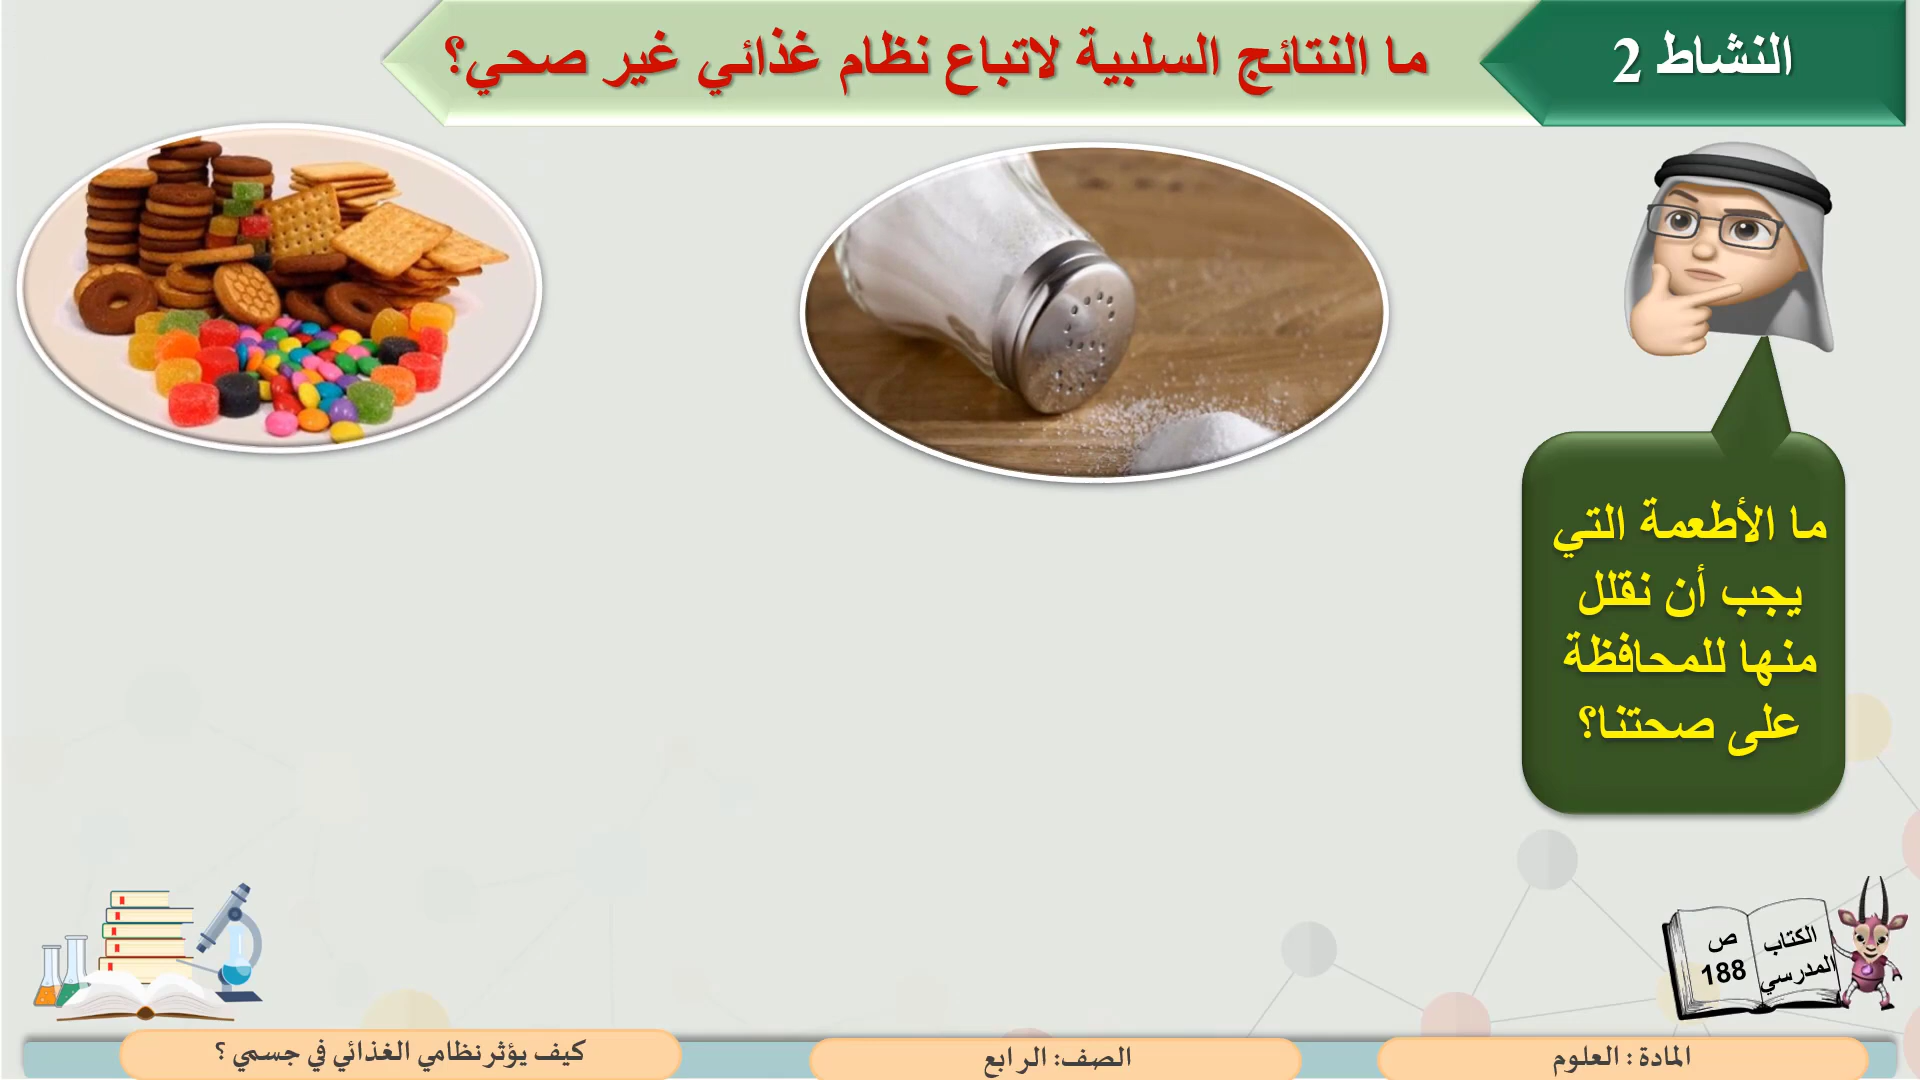 النشاط 2
ما النتائج السلبية لاتباع نظام غذائي غير صحي؟
ما الأطعمة التي
يجب أن نقلل
منها للمحافظة
على صحتنا؟
الكتاب
المدرسي
ص
188
المادة : العلوم
الصف: الرابع
كيف يؤثر نظامي الغذائي في جسمي ؟